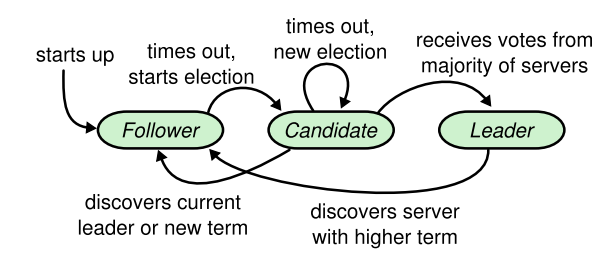 starts up
times out,
starts election
times out,
new election
receives votes from
majority of servers
Follower
Candidate
Leader
discovers current
leader or new term
discovers server
with higher term